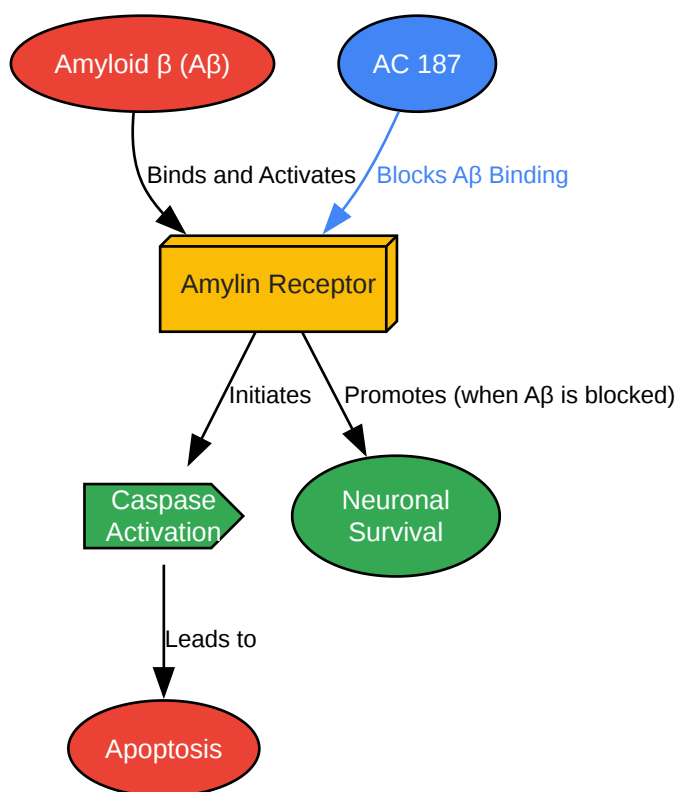 Amyloid β (Aβ)
AC 187
Binds and Activates
Blocks Aβ Binding
Amylin Receptor
Initiates
Promotes (when Aβ is blocked)
Caspase
Activation
Neuronal
Survival
Leads to
Apoptosis